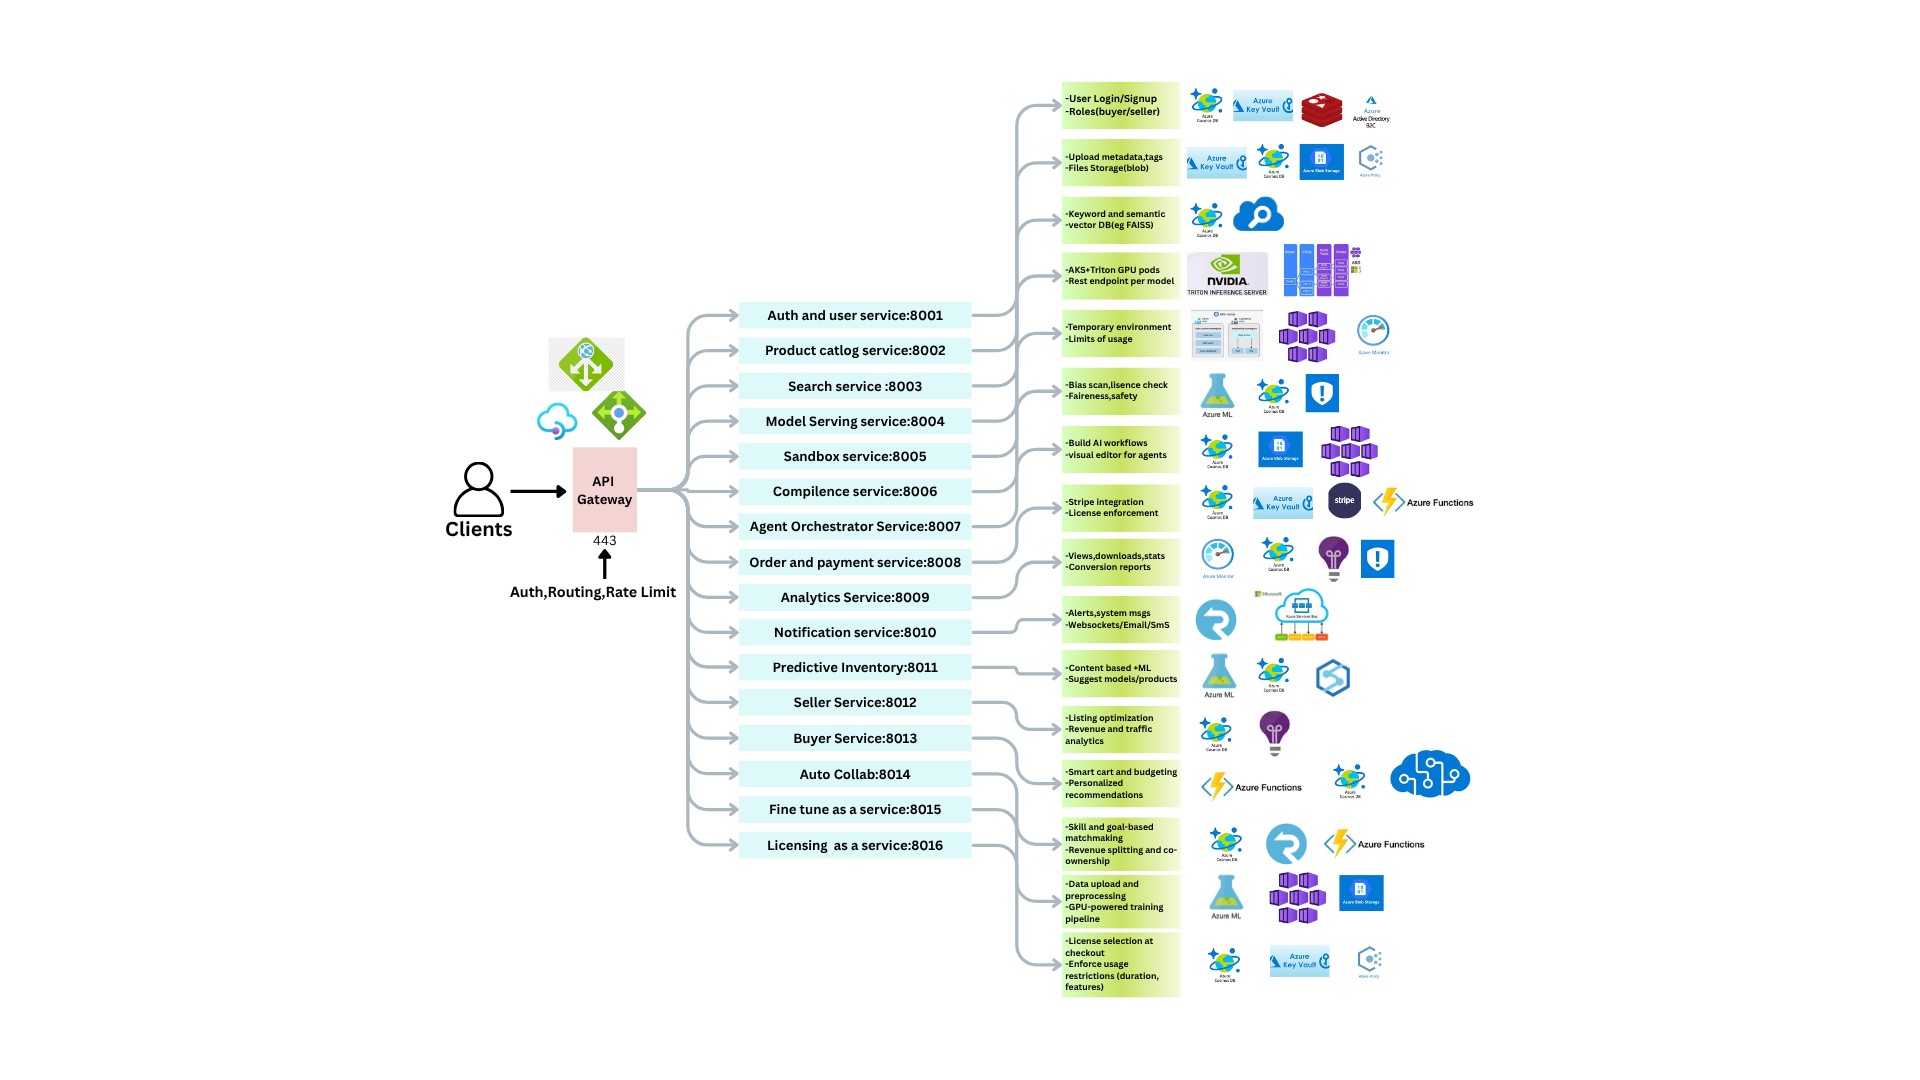 Clients
API
Gateway
443
Auth,Routing,Rate Limit
Auth and user service:8001
Product catlog service:8002
Search service :8003
Model Serving service:8004
Sandbox service:8005
Compilence service:8006
Agent Orchestrator Service:8007
Order and payment service:8008
Analytics Service:8009
Notification service:8010
Predictive Inventory:8011
Seller Service:8012
Buyer Service:8013
Auto Collab:8014
Fine tune as a service:8015
Licensing as a service:8016
-User Login/Signup
-Roles(buyer/seller)
Azure
Cosmos DB
Azure
Key Vault
Azure
Active Directory
B2C
-Upload metadata,tags
-Files Storage(blob)
Azure
Key Vault
Azure
Cosmos DB
Azure Blob Storage
Azure Policy
-Keyword and semantic
-vector DB(eg FAISS)
Azure
Cosmos DB
-AKS+Triton GPU pods
-Rest endpoint per model
NVIDIA.
TRITON INFERENCE SERVER
AKS
-Temporary environment
-Limits of usage
Azure Monitor
-Bias scan,lisence check
-Faireness,safety
Azure ML
Azure
Cosmos DB
-Build AI workflows
-visual editor for agents
Azure
Cosmos DB
Azure Blob Storage
-Stripe integration
-License enforcement
Azure
Cosmos DB
Azure
Key Vault
stripe
Azure Functions
-Views,downloads,stats
-Conversion reports
Azure Monitor
Azure
Cosmos DB
-Alerts,system msgs
-Websockets/Email/SmS
Microsoft
Azure Services Bus
-Content based +ML
-Suggest models/products
Azure ML
Azure
Cosmos DB
-Listing optimization
-Revenue and traffic
analytics
Azure
Cosmos DB
-Smart cart and budgeting
-Personalized
recommendations
Azure Functions
Azure
Cosmos DB
-Skill and goal-based
matchmaking
-Revenue splitting and co-
ownership
Azure
Cosmos DB
Azure Functions
-Data upload and
preprocessing
-GPU-powered training
pipeline
Azure ML
Azure Blob Storage
-License selection at
checkout
-Enforce usage
restrictions (duration,
features)
Azure
Cosmos DB
Azure
Key Vault
Azure Policy